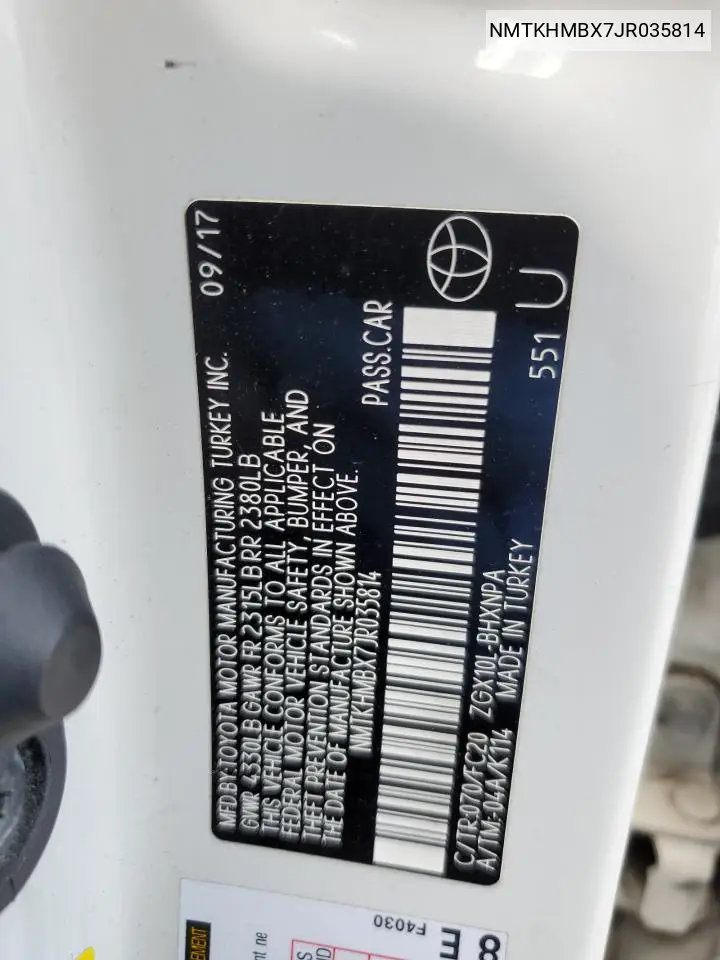 NMTKHMBX7JR035814
MFD BY:TOYOTA MOTOR MANUFACTURING TURKEY INC. 09/17
GVWR 4330LB GAWR FR 2315LB RR 2380LB
THIS VEHICLE CONFORMS TO ALL APPLICABLE
FEDERAL MOTOR VEHICLE SAFETY, BUMPER, AND
THEFT PREVENTION STANDARDS IN EFFECT ON
THE DATE OF MANUFACTURE SHOWN ABOVE.
NMTKHMBX7JR035814 PASS.CAR
C/TR:070/FC20 ZGX10L-BHXNPA 551 U
A/TM:-04A/K114 MADE IN TURKEY
F4030